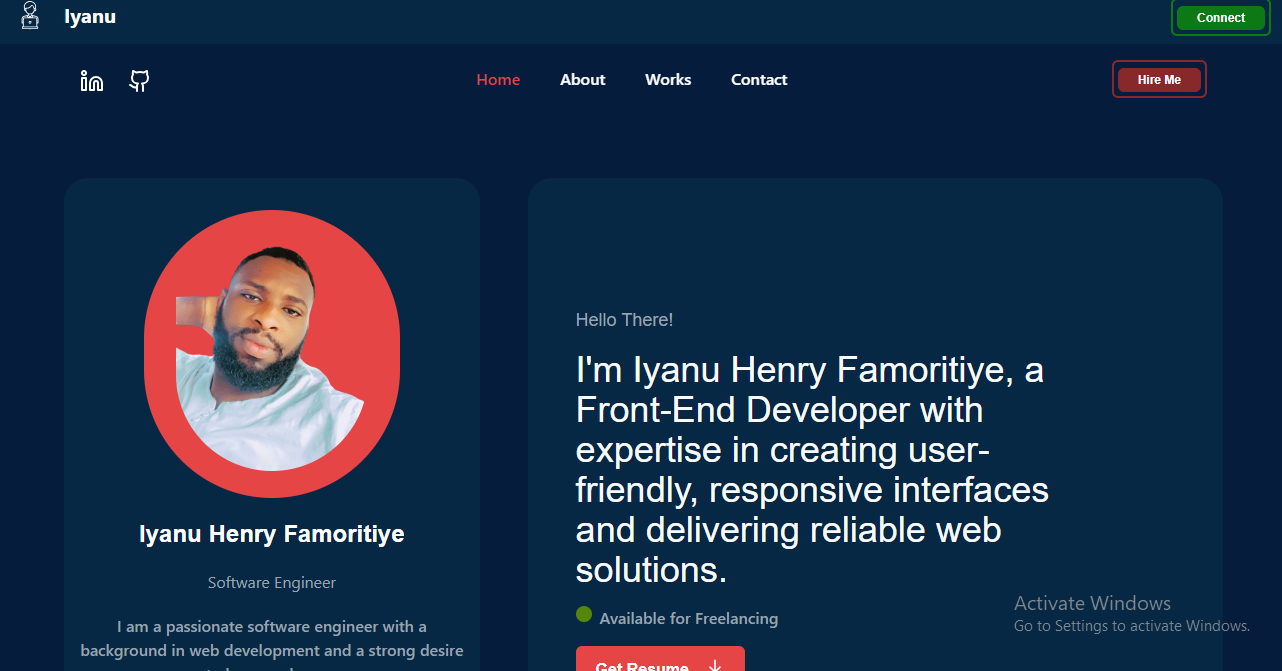 Iyanu
Connect
in
Home
About
Works
Contact
Hire Me
Iyanu Henry Famoritiye
Software Engineer
I am a passionate software engineer with a
background in web development and a strong desire
Hello There!
I'm Iyanu Henry Famoritiye, a
Front-End Developer with
expertise in creating user-
friendly, responsive interfaces
and delivering reliable web
solutions.
Available for Freelancing
Get Resume
Activate Windows
Go to Settings to activate Windows.